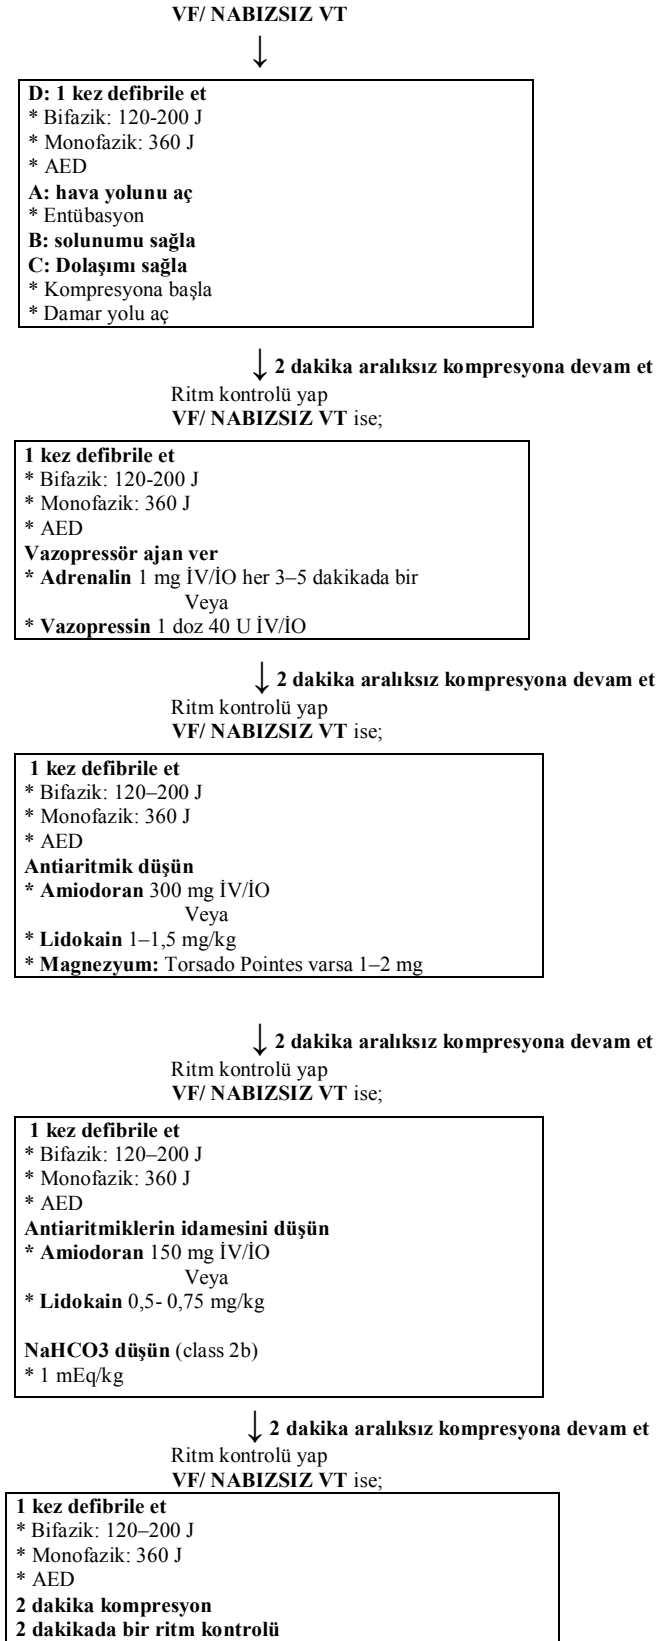 VF/ NABIZSIZ VT
D: 1 kez defibrile et
* Bifazik: 120-200 J
* Monofazik: 360 J
* AED
A: hava yolunu aç
* Entübasyon
B: solunumu sağla
C: Dolaşımı sağla
* Kompresyona başla
* Damar yolu aç
2 dakika aralıksız kompresyona devam et
Ritm kontrolü yap
VF/ NABIZSIZ VT ise;
1 kez defibrile et
* Bifazik: 120-200 J
* Monofazik: 360 J
* AED
Vazopressör ajan ver
* Adrenalin 1 mg İV/İO her 3–5 dakikada bir
Veya
* Vazopressin 1 doz 40 U İV/İO
2 dakika aralıksız kompresyona devam et
Ritm kontrolü yap
VF/ NABIZSIZ VT ise;
1 kez defibrile et
* Bifazik: 120–200 J
* Monofazik: 360 J
* AED
Antiaritmik düşün
* Amiodoran 300 mg İV/İO
Veya
* Lidokain 1–1,5 mg/kg
* Magnezyum: Torsado Pointes varsa 1–2 mg
2 dakika aralıksız kompresyona devam et
Ritm kontrolü yap
VF/ NABIZSIZ VT ise;
1 kez defibrile et
* Bifazik: 120–200 J
* Monofazik: 360 J
* AED
Antiaritmiklerin idamesini düşün
* Amiodoran 150 mg İV/İO
Veya
* Lidokain 0,5- 0,75 mg/kg
NaHCO3 düşün (class 2b)
* 1 mEq/kg
2 dakika aralıksız kompresyona devam et
Ritm kontrolü yap
VF/ NABIZSIZ VT ise;
1 kez defibrile et
* Bifazik: 120–200 J
* Monofazik: 360 J
* AED
2 dakika kompresyon
2 dakikada bir ritm kontrolü